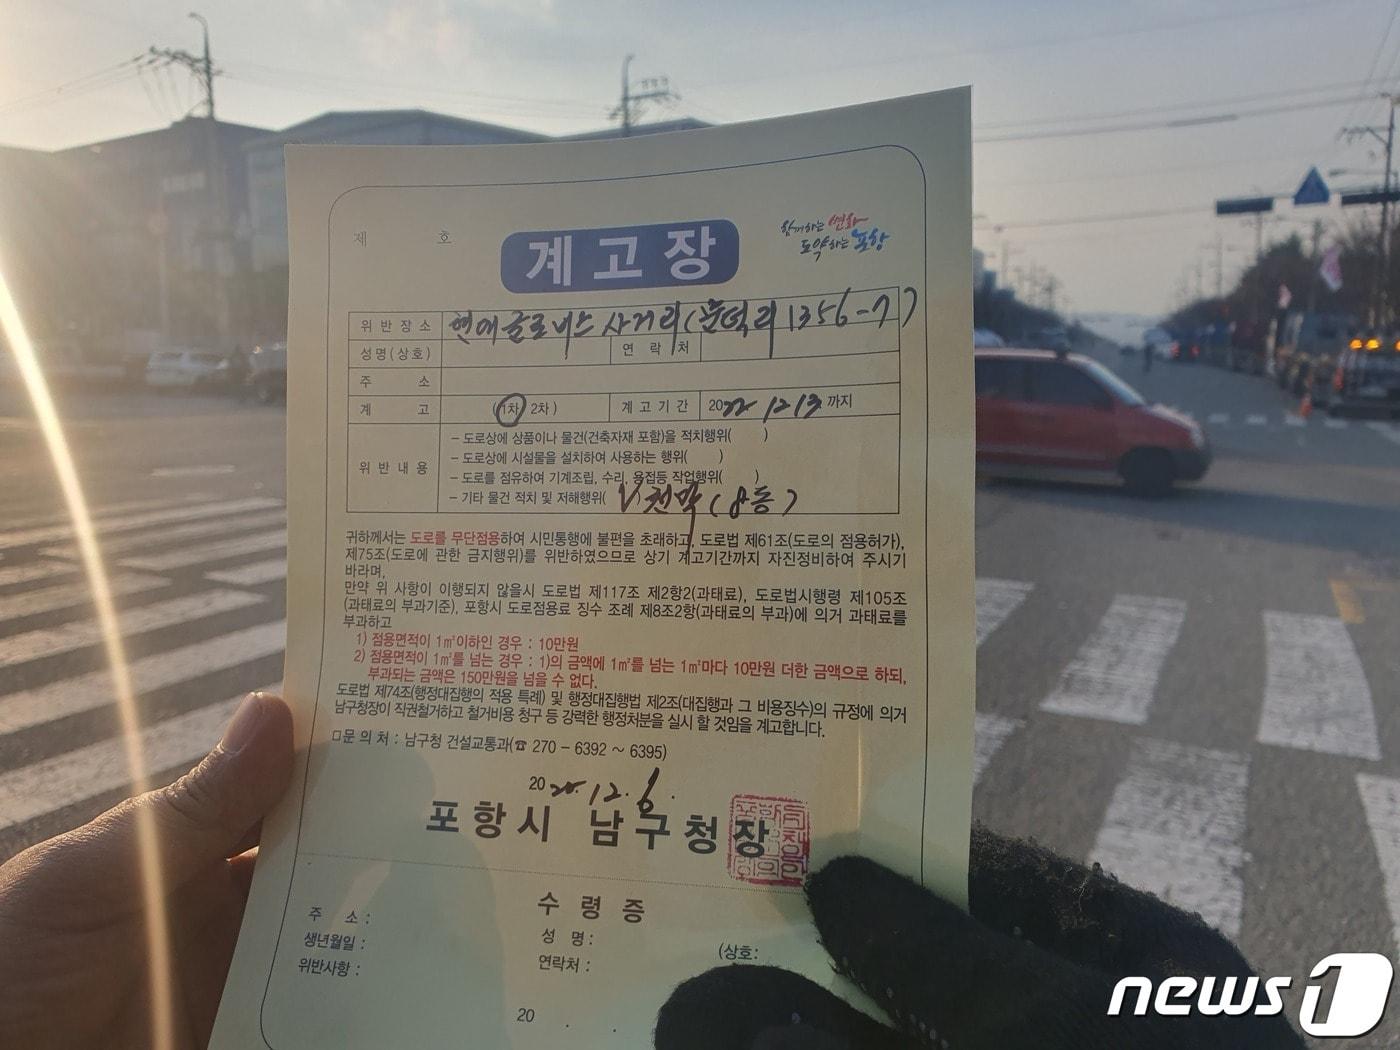 제 호
계고장
함께하는 변화
도약하는 포항
위반장소 현대글로비스 사거리(문덕리 1356-7)
성명(상호) 연락처
주 소
계 고 (1차, 2차) 계고기간 2022 12 13 까지
위반내용
- 도로상에 상품이나 물건(건축자재 포함)을 적치행위( )
- 도로상에 시설물을 설치하여 사용하는 행위( )
- 도로를 점유하여 기계조립, 수리, 용접등 작업행위( )
- 기타 물건 적치 및 저해행위( V 천막(8동)
귀하께서는 도로를 무단점용하여 시민통행에 불편을 초래하고, 도로법 제61조(도로의 점용허가),
제75조(도로에 관한 금지행위)를 위반하였으므로 상기 계고기간까지 자진정비하여 주시기
바라며,
만약 위 사항이 이행되지 않을시 도로법 제117조 제2항2(과태료), 도로법시행령 제105조
(과태료의 부과기준), 포항시 도로점용료 징수 조례 제8조2항(과태료의 부과)에 의거 과태료를
부과하고
1) 점용면적이 1㎡이하인 경우 : 10만원
2) 점용면적이 1㎡를 넘는 경우 : 1)의 금액에 1㎡를 넘는 1㎡마다 10만원 더한 금액으로 하되,
부과되는 금액은 150만원을 넘을 수 없다.
도로법 제74조(행정대집행의 적용 특례) 및 행정대집행법 제2조(대집행과 그 비용징수)의 규정에 의거
남구청장이 직권철거하고 철거비용 청구 등 강력한 행정처분을 실시 할 것임을 계고합니다.
□문 의 처 : 남구청 건설교통과(☎ 270 - 6392 ~ 6395)
2022.12.6.
포항시 남구청장
수령증
주 소 : 성 명 : (상호:
생년월일 : 연락처 :
위반사항 :
20 . .
news1